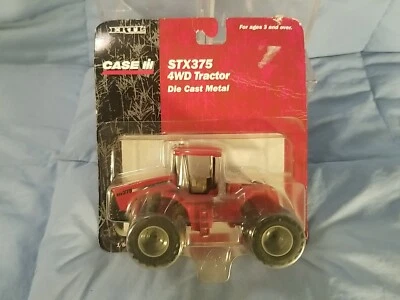 ERTL
For ages 3 and over.
CASE IH
STX375
4WD Tractor
Die Cast Metal